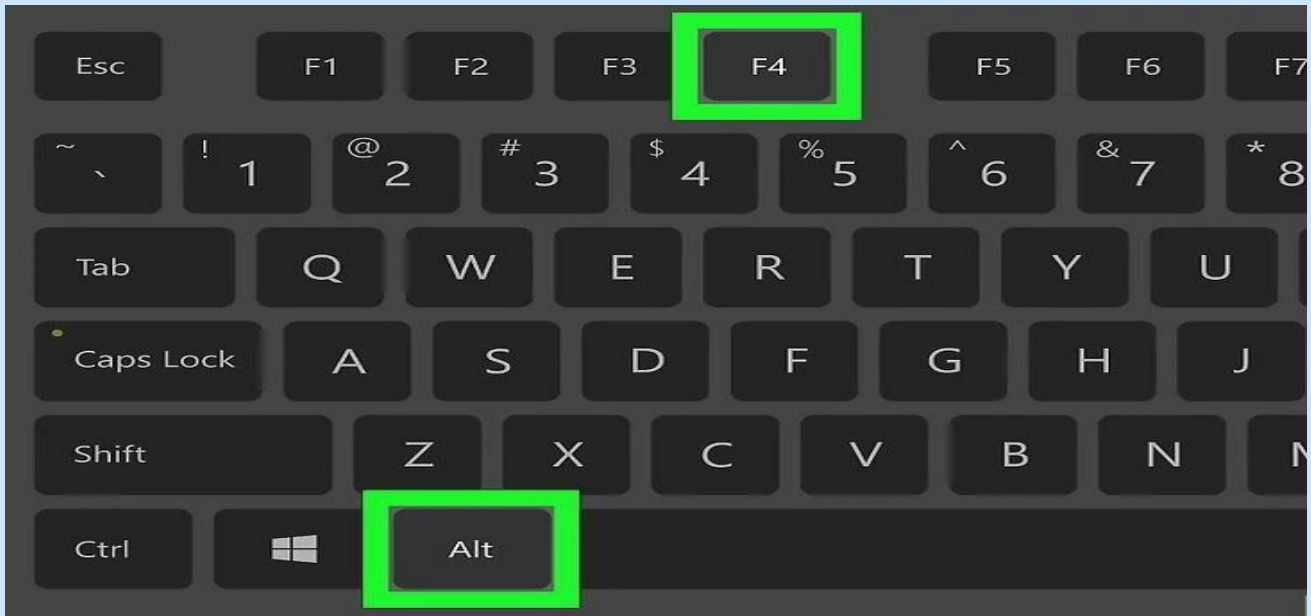 Esc F1 F2 F3 F4 F5 F6 F7
~ ! @ # $ % ^ & *
` 1 2 3 4 5 6 7 8
Tab Q W E R T Y U
Caps Lock A S D F G H J
Shift Z X C V B N
Ctrl Alt